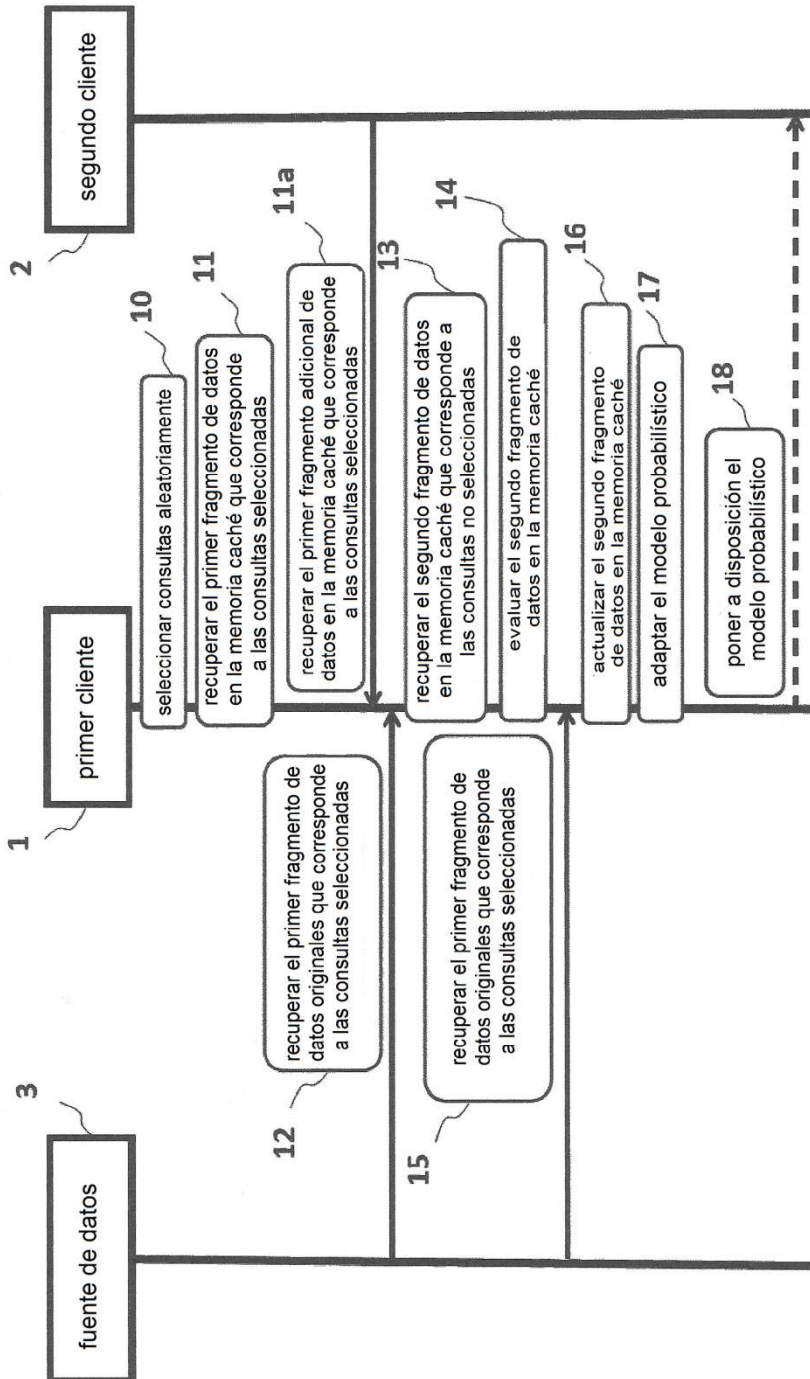 fuente de datos
3
primer cliente
1
segundo cliente
2
seleccionar consultas aleatoriamente
10
recuperar el primer fragmento de datos
en la memoria caché que corresponde
a las consultas seleccionadas
11
recuperar el primer fragmento adicional de
datos en la memoria caché que corresponde
a las consultas seleccionadas
11a
recuperar el primer fragmento de
datos originales que corresponde
a las consultas seleccionadas
12
recuperar el segundo fragmento de datos
en la memoria caché que corresponde a
las consultas no seleccionadas
13
evaluar el segundo fragmento de
datos en la memoria caché
14
recuperar el primer fragmento de
datos originales que corresponde
a las consultas seleccionadas
15
actualizar el segundo fragmento
de datos en la memoria caché
16
adaptar el modelo probabilístico
17
poner a disposición el
modelo probabilístico
18